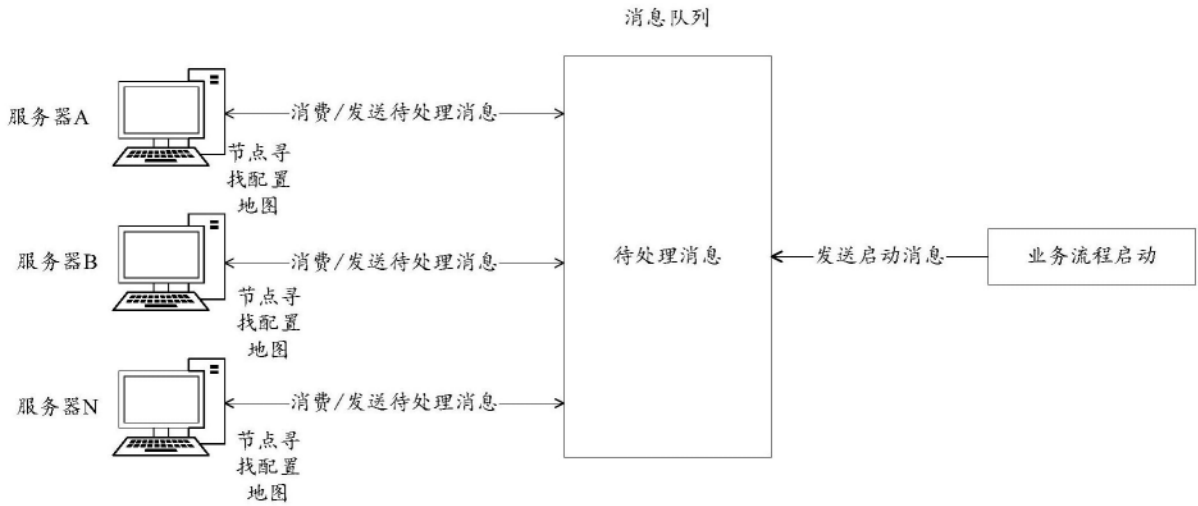 消息队列
服务器A
消费/发送待处理消息
节点寻
找配置
地图
服务器B
消费/发送待处理消息
节点寻
找配置
地图
服务器N
消费/发送待处理消息
节点寻
找配置
地图
待处理消息
发送启动消息
业务流程启动